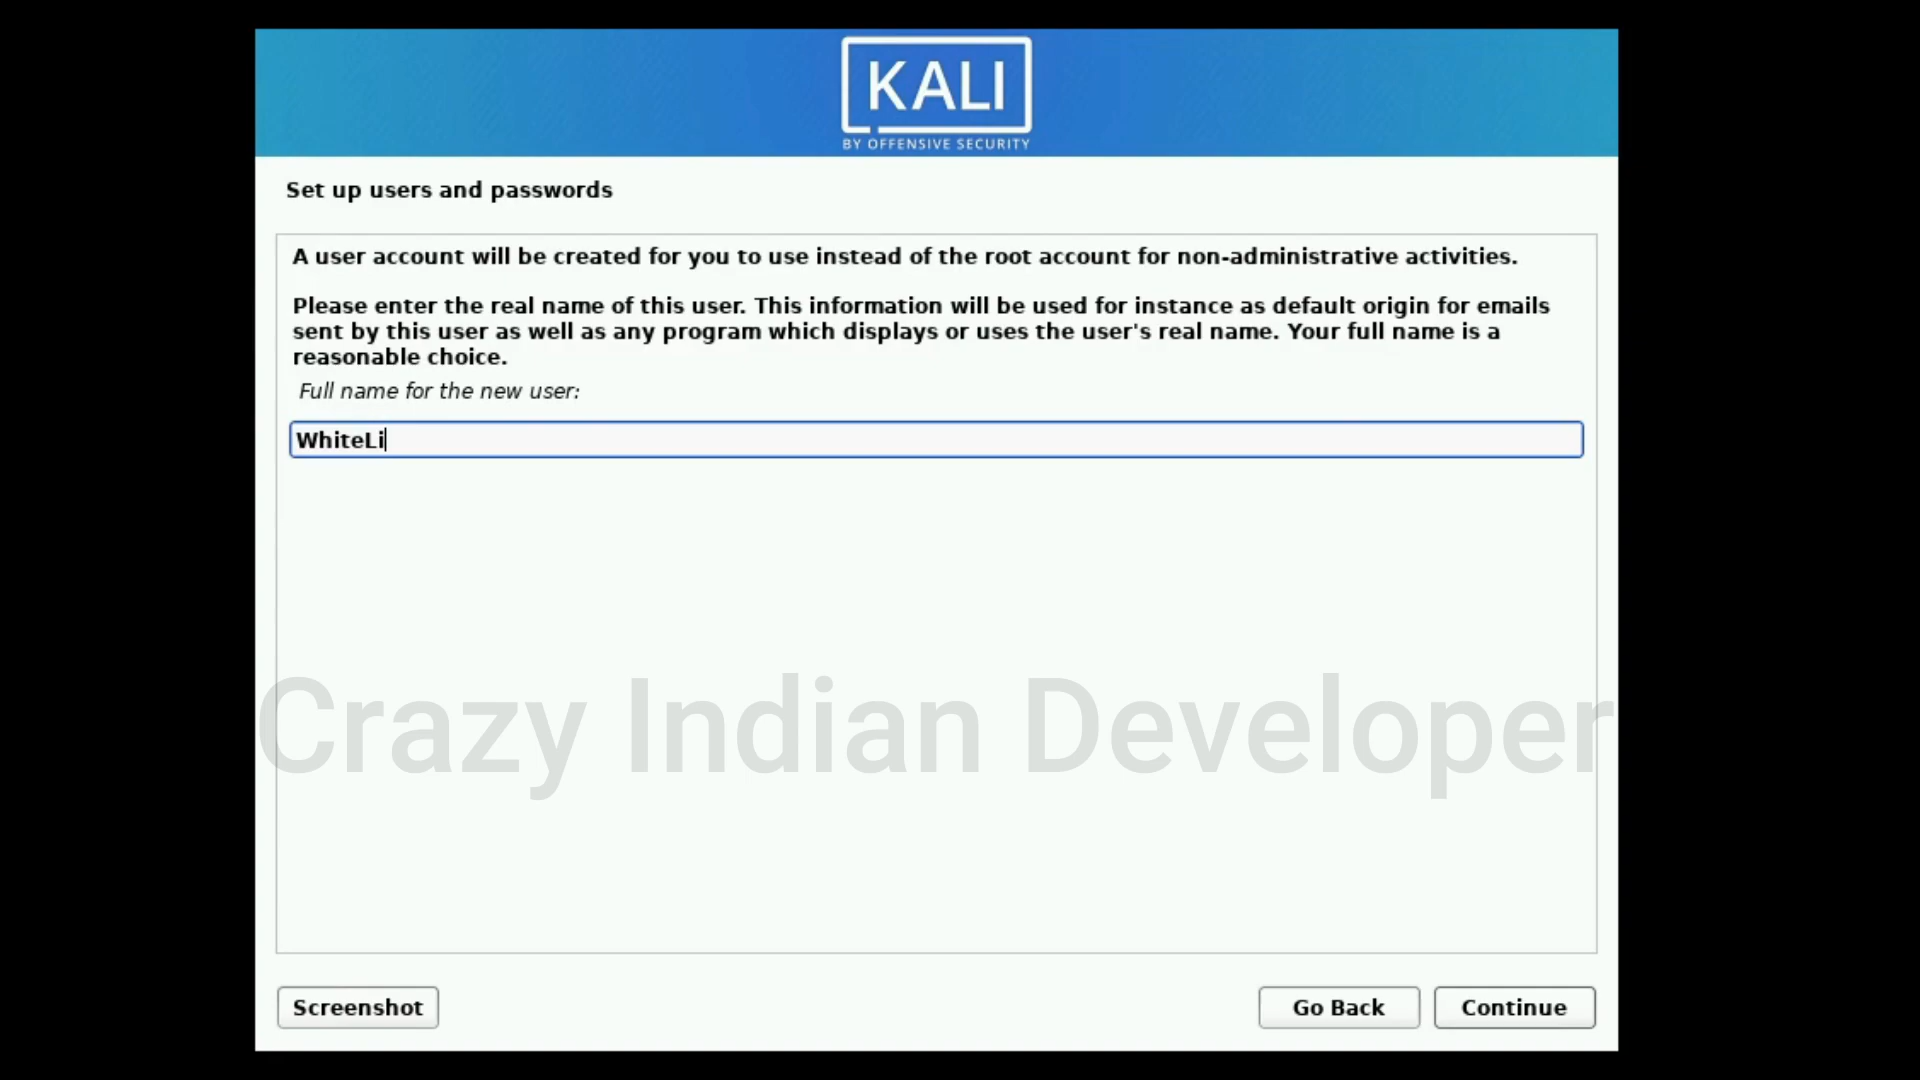 KALI
BY OFFENSIVE SECURITY
Set up users and passwords
A user account will be created for you to use instead of the root account for non-administrative activities.
Please enter the real name of this user. This information will be used for instance as default origin for emails
sent by this user as well as any program which displays or uses the user's real name. Your full name is a
reasonable choice.
Full name for the new user:
WhiteLi
Crazy Indian Developer
Screenshot
Go Back
Continue